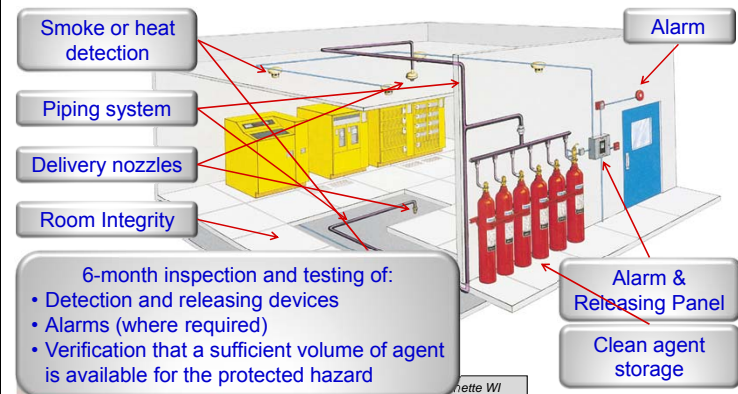 Smoke or heat
detection
Alarm
Piping system
Delivery nozzles
Room Integrity
6-month inspection and testing of:
• Detection and releasing devices
• Alarms (where required)
• Verification that a sufficient volume of agent
is available for the protected hazard
Alarm &
Releasing Panel
Clean agent
storage
WI